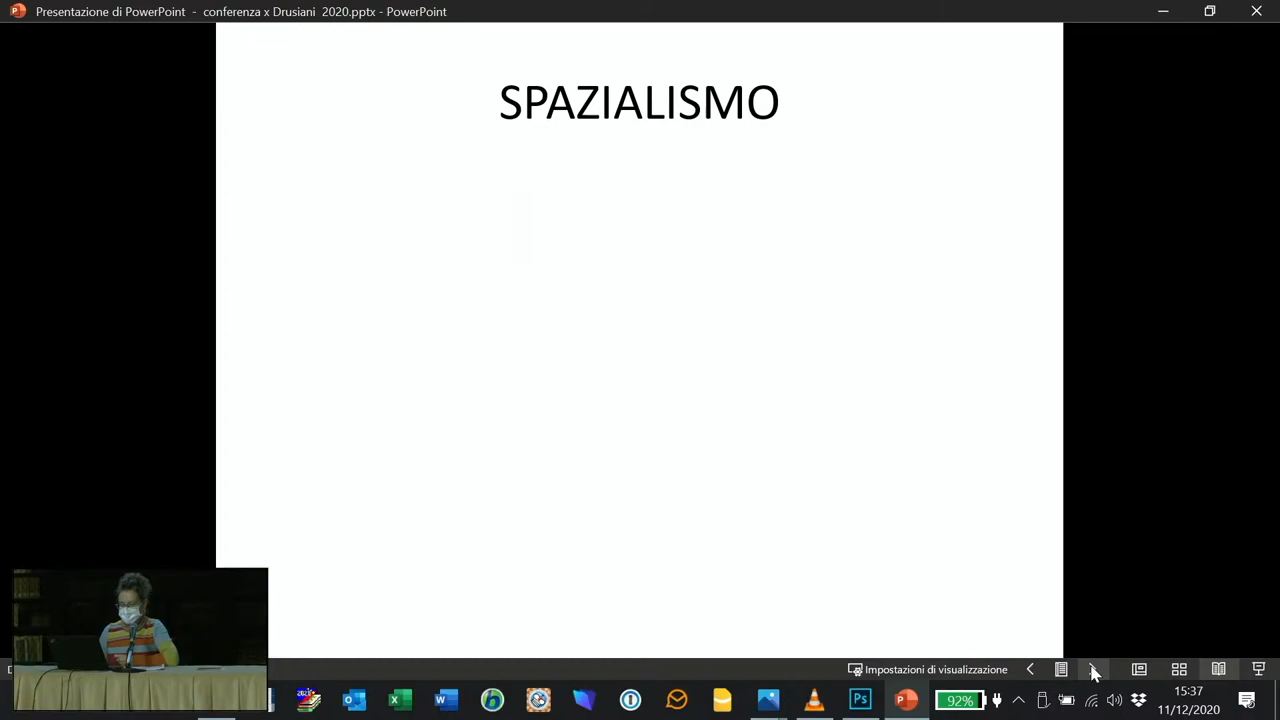 Presentazione di PowerPoint - conferenza x Drusiani 2020.pptx - PowerPoint
SPAZIALISMO
Impostazioni di visualizzazione
92%
15:37
11/12/2020